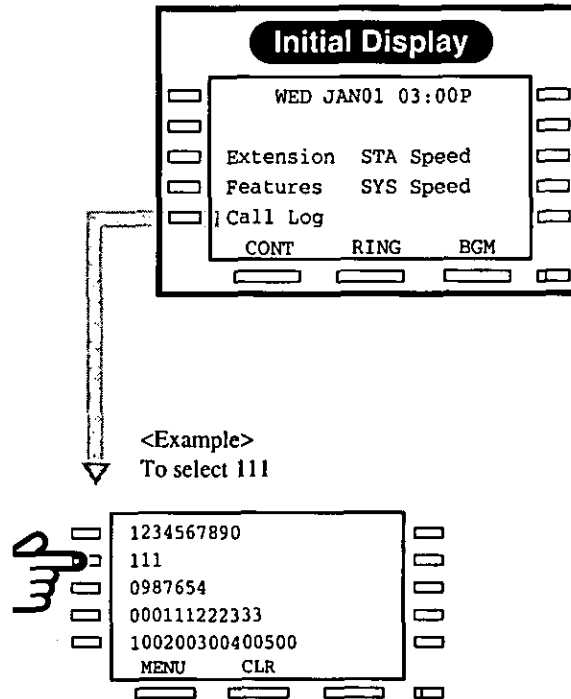 Initial Display
WED JAN01 03:00P
Extension STA Speed
Features SYS Speed
Call Log
CONT RING BGM
<Example>
To select 111
1234567890
111
0987654
000111222333
100200300400500
MENU CLR